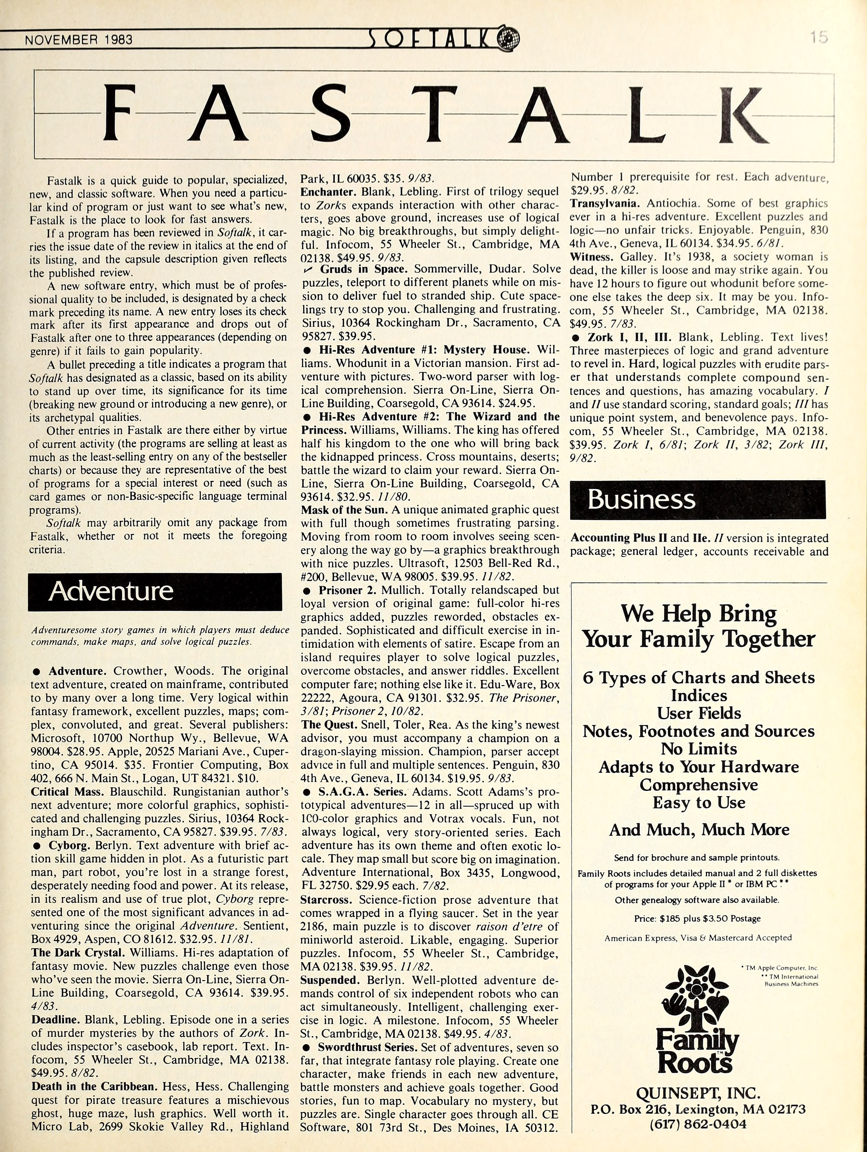 NOVEMBER 1983
SOFTALK
15
FASTALK
Fastalk is a quick guide to popular, specialized,
new, and classic software. When you need a particu-
lar kind of program or just want to see what's new,
Fastalk is the place to look for fast answers.
If a program has been reviewed in Softalk, it car-
ries the issue date of the review in italics at the end of
its listing, and the capsule description given reflects
the published review.
A new software entry, which must be of profes-
sional quality to be included, is designated by a check
mark preceding its name. A new entry loses its check
mark after its first appearance and drops out of
Fastalk after one to three appearances (depending on
genre) if it fails to gain popularity.
A bullet preceding a title indicates a program that
Softalk has designated as a classic, based on its ability
to stand up over time, its significance for its time
(breaking new ground or introducing a new genre), or
its archetypal qualities.
Other entries in Fastalk are there either by virtue
of current activity (the programs are selling at least as
much as the least-selling entry on any of the bestseller
charts) or because they are representative of the best
of programs for a special interest or need (such as
card games or non-Basic-specific language terminal
programs).
Softalk may arbitrarily omit any package from
Fastalk, whether or not it meets the foregoing
criteria.
Adventure
Adventuresome story games in which players must deduce
commands, make maps, and solve logical puzzles.
● Adventure. Crowther, Woods. The original
text adventure, created on mainframe, contributed
to by many over a long time. Very logical within
fantasy framework, excellent puzzles, maps; com-
plex, convoluted, and great. Several publishers:
Microsoft, 10700 Northup Wy., Bellevue, WA
98004. $28.95. Apple, 20525 Mariani Ave., Cuper-
tino, CA 95014. $35. Frontier Computing, Box
402, 666 N. Main St., Logan, UT 84321. $10.
Critical Mass. Blauschild. Rungistanian author's
next adventure; more colorful graphics, sophisti-
cated and challenging puzzles. Sirius, 10364 Rock-
ingham Dr., Sacramento, CA 95827. $39.95. 7/83.
● Cyborg. Berlyn. Text adventure with brief ac-
tion skill game hidden in plot. As a futuristic part
man, part robot, you're lost in a strange forest,
desperately needing food and power. At its release,
in its realism and use of true plot, Cyborg repre-
sented one of the most significant advances in ad-
venturing since the original Adventure. Sentient,
Box 4929, Aspen, CO 81612. $32.95. 11/81.
The Dark Crystal. Williams. Hi-res adaptation of
fantasy movie. New puzzles challenge even those
who've seen the movie. Sierra On-Line, Sierra On-
Line Building, Coarsegold, CA 93614. $39.95.
4/83.
Deadline. Blank, Lebling. Episode one in a series
of murder mysteries by the authors of Zork. In-
cludes inspector's casebook, lab report. Text. In-
focom, 55 Wheeler St., Cambridge, MA 02138.
$49.95. 8/82.
Death in the Caribbean. Hess, Hess. Challenging
quest for pirate treasure features a mischievous
ghost, huge maze, lush graphics. Well worth it.
Micro Lab, 2699 Skokie Valley Rd., Highland
Park, IL 60035. $35. 9/83.
Enchanter. Blank, Lebling. First of trilogy sequel
to Zorks expands interaction with other charac-
ters, goes above ground, increases use of logical
magic. No big breakthroughs, but simply delight-
ful. Infocom, 55 Wheeler St., Cambridge, MA
02138. $49.95. 9/83.
✓ Gruds in Space. Sommerville, Dudar. Solve
puzzles, teleport to different planets while on mis-
sion to deliver fuel to stranded ship. Cute space-
lings try to stop you. Challenging and frustrating.
Sirius, 10364 Rockingham Dr., Sacramento, CA
95827. $39.95.
● Hi-Res Adventure #1: Mystery House. Wil-
liams. Whodunit in a Victorian mansion. First ad-
venture with pictures. Two-word parser with log-
ical comprehension. Sierra On-Line, Sierra On-
Line Building, Coarsegold, CA 93614. $24.95.
● Hi-Res Adventure #2: The Wizard and the
Princess. Williams, Williams. The king has offered
half his kingdom to the one who will bring back
the kidnapped princess. Cross mountains, deserts;
battle the wizard to claim your reward. Sierra On-
Line, Sierra On-Line Building, Coarsegold, CA
93614. $32.95. 11/80.
Mask of the Sun. A unique animated graphic quest
with full though sometimes frustrating parsing.
Moving from room to room involves seeing scen-
ery along the way go by—a graphics breakthrough
with nice puzzles. Ultrasoft, 12503 Bell-Red Rd.,
#200, Bellevue, WA 98005. $39.95. 11/82.
● Prisoner 2. Mullich. Totally relandscaped but
loyal version of original game: full-color hi-res
graphics added, puzzles reworded, obstacles ex-
panded. Sophisticated and difficult exercise in in-
timidation with elements of satire. Escape from an
island requires player to solve logical puzzles,
overcome obstacles, and answer riddles. Excellent
computer fare; nothing else like it. Edu-Ware, Box
22222, Agoura, CA 91301. $32.95. The Prisoner,
3/81; Prisoner 2, 10/82.
The Quest. Snell, Toler, Rea. As the king's newest
advisor, you must accompany a champion on a
dragon-slaying mission. Champion, parser accept
advice in full and multiple sentences. Penguin, 830
4th Ave., Geneva, IL 60134. $19.95. 9/83.
● S.A.G.A. Series. Adams. Scott Adams's pro-
totypical adventures—12 in all—spruced up with
100-color graphics and Votrax vocals. Fun, not
always logical, very story-oriented series. Each
adventure has its own theme and often exotic lo-
cale. They map small but score big on imagination.
Adventure International, Box 3435, Longwood,
FL 32750. $29.95 each. 7/82.
Starcross. Science-fiction prose adventure that
comes wrapped in a flying saucer. Set in the year
2186, main puzzle is to discover raison d'etre of
miniworld asteroid. Likable, engaging. Superior
puzzles. Infocom, 55 Wheeler St., Cambridge,
MA 02138. $39.95. 11/82.
Suspended. Berlyn. Well-plotted adventure de-
mands control of six independent robots who can
act simultaneously. Intelligent, challenging exer-
cise in logic. A milestone. Infocom, 55 Wheeler
St., Cambridge, MA 02138. $49.95. 4/83.
● Swordthrust Series. Set of adventures, seven so
far, that integrate fantasy role playing. Create one
character, make friends in each new adventure,
battle monsters and achieve goals together. Good
stories, fun to map. Vocabulary no mystery, but
puzzles are. Single character goes through all. CE
Software, 801 73rd St., Des Moines, IA 50312.
Number 1 prerequisite for rest. Each adventure,
$29.95. 8/82.
Transylvania. Antiochia. Some of best graphics
ever in a hi-res adventure. Excellent puzzles and
logic—no unfair tricks. Enjoyable. Penguin, 830
4th Ave., Geneva, IL 60134. $34.95. 6/81.
Witness. Galley. It's 1938, a society woman is
dead, the killer is loose and may strike again. You
have 12 hours to figure out whodunit before some-
one else takes the deep six. It may be you. Info-
com, 55 Wheeler St., Cambridge, MA 02138.
$49.95. 7/83.
● Zork I, II, III. Blank, Lebling. Text lives!
Three masterpieces of logic and grand adventure
to revel in. Hard, logical puzzles with erudite pars-
er that understands complete compound sen-
tences and questions, has amazing vocabulary. I
and II use standard scoring, standard goals; III has
unique point system, and benevolence pays. Info-
com, 55 Wheeler St., Cambridge, MA 02138.
$39.95. Zork I, 6/81; Zork II, 3/82; Zork III,
9/82.
Business
Accounting Plus II and IIe. II version is integrated
package; general ledger, accounts receivable and
We Help Bring
Your Family Together
6 Types of Charts and Sheets
Indices
User Fields
Notes, Footnotes and Sources
No Limits
Adapts to Your Hardware
Comprehensive
Easy to Use
And Much, Much More
Send for brochure and sample printouts.
Family Roots includes detailed manual and 2 full diskettes
of programs for your Apple II * or IBM PC **
Other genealogy software also available.
Price: $185 plus $3.50 Postage
American Express, Visa & Mastercard Accepted
* TM Apple Computer, Inc
** TM International
Business Machines
Family
Roots™
QUINSEPT, INC.
P.O. Box 216, Lexington, MA 02173
(617) 862-0404